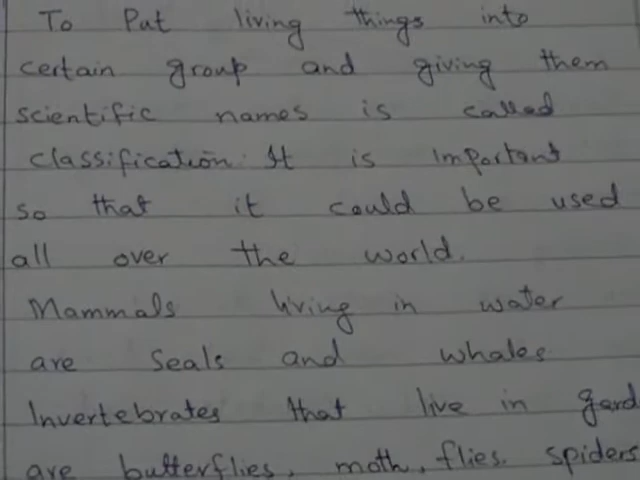 To Put living things into
certain group and giving them
scientific names is called
classification. It is important
so that it could be used
all over the world.
Mammals living in water
are seals and whales
Invertebrates that live in gard
are butterflies, moth, flies. spiders